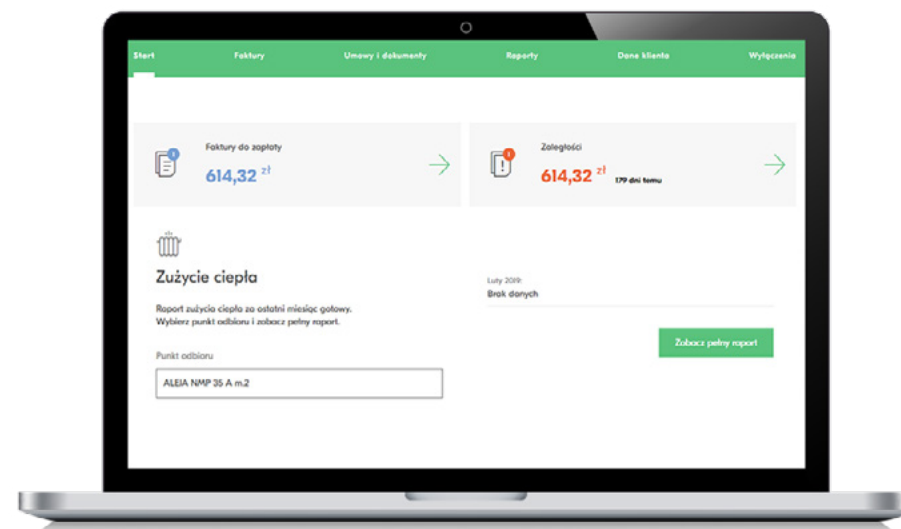 Start Faktury Umowy i dokumenty Raporty Dane klienta Wyłączenia
Faktury do zapłaty
614,32 zł
Zaległości
614,32 zł 179 dni temu
Zużycie ciepła
Raport zużycia ciepła za ostatni miesiąc gotowy.
Wybierz punkt odbioru i zobacz pełny raport.
Punkt odbioru
ALEJA NMP 35 A m.2
Luty 2019:
Brak danych
Zobacz pełny raport